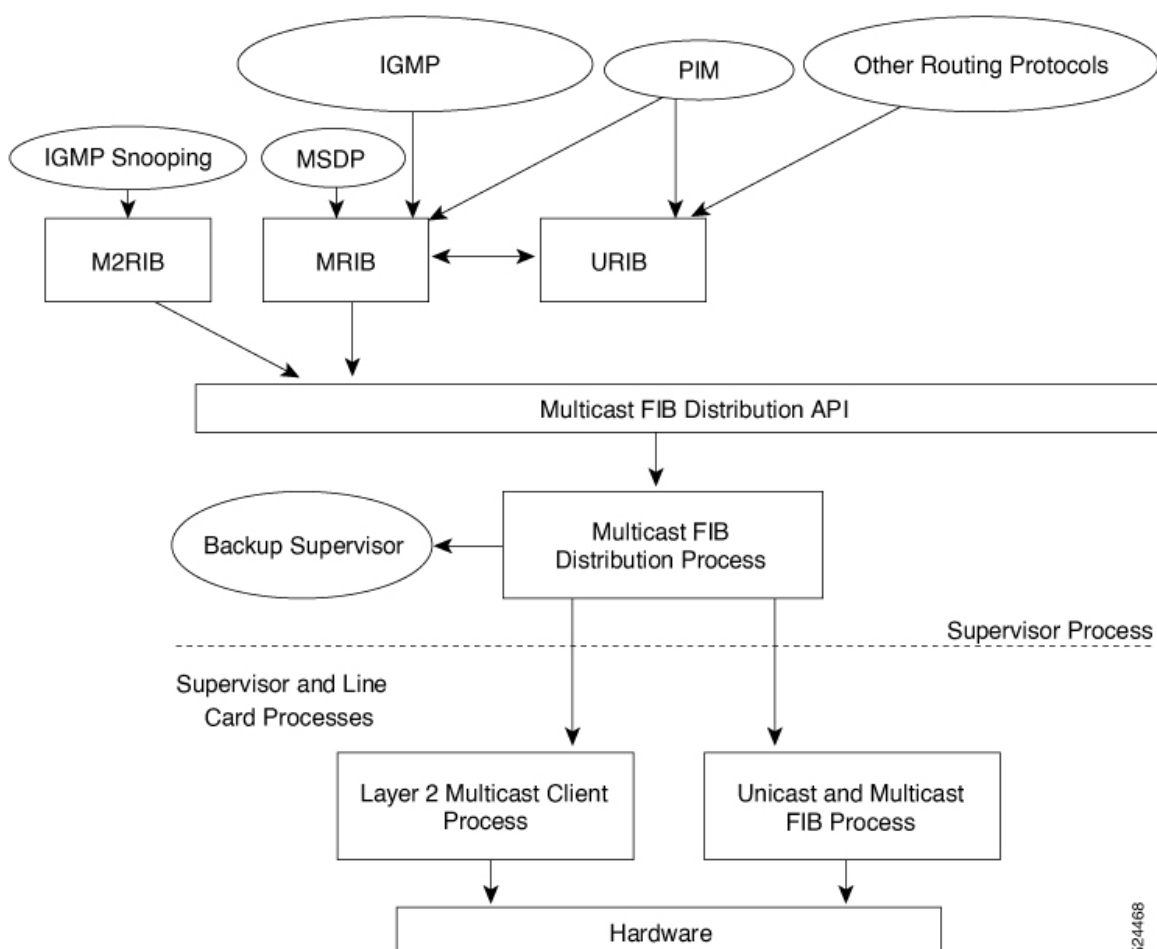 IGMP
PIM
Other Routing Protocols
IGMP Snooping
MSDP
M2RIB
MRIB
URIB
Multicast FIB Distribution API
Multicast FIB
Distribution Process
Backup Supervisor
Supervisor Process
Supervisor and Line
Card Processes
Layer 2 Multicast Client
Process
Unicast and Multicast
FIB Process
Hardware